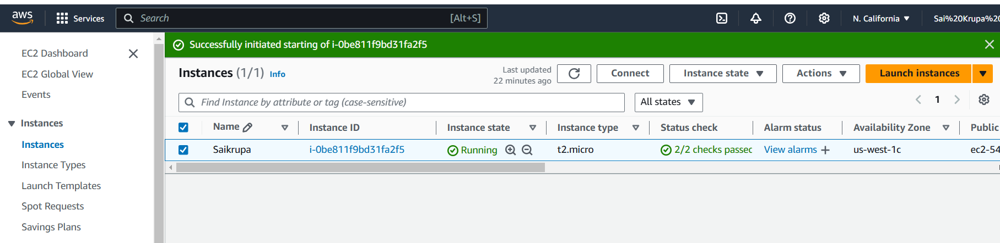 aws
Services
Search
[Alt+S]
N. California
Sai%20Krupa%20
EC2 Dashboard
EC2 Global View
Events
Instances
Instances
Instance Types
Launch Templates
Spot Requests
Savings Plans
Successfully initiated starting of i-0be811f9bd31fa2f5
Instances (1/1) Info
Last updated
22 minutes ago
Connect
Instance state
Actions
Launch instances
Find Instance by attribute or tag (case-sensitive)
All states
1
Name Instance ID Instance state Instance type Status check Alarm status Availability Zone Public
Saikrupa i-0be811f9bd31fa2f5 Running t2.micro 2/2 checks passed View alarms + us-west-1c ec2-54